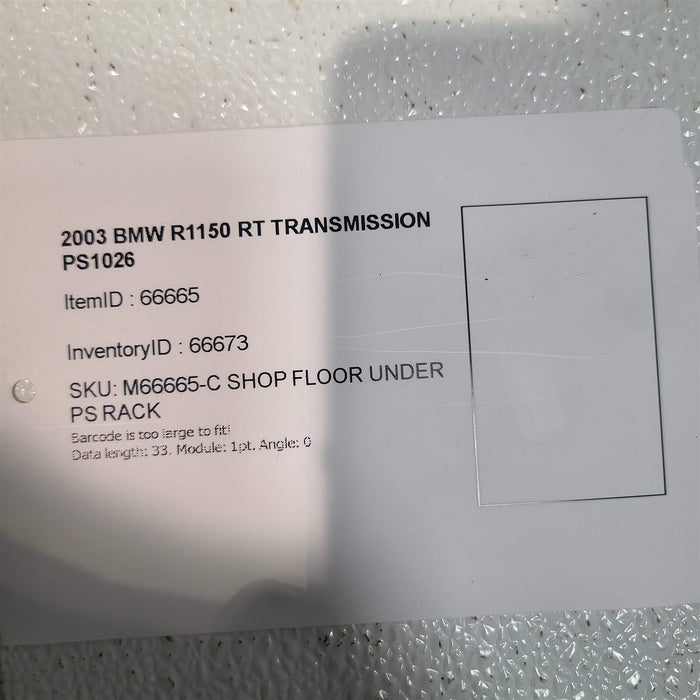 2003 BMW R1150 RT TRANSMISSION
PS1026
ItemID : 66665
InventoryID : 66673
SKU: M66665-C SHOP FLOOR UNDER
PS RACK
Barcode is too large to fit!
Data length: 33, Module: 1pt, Angle: 0